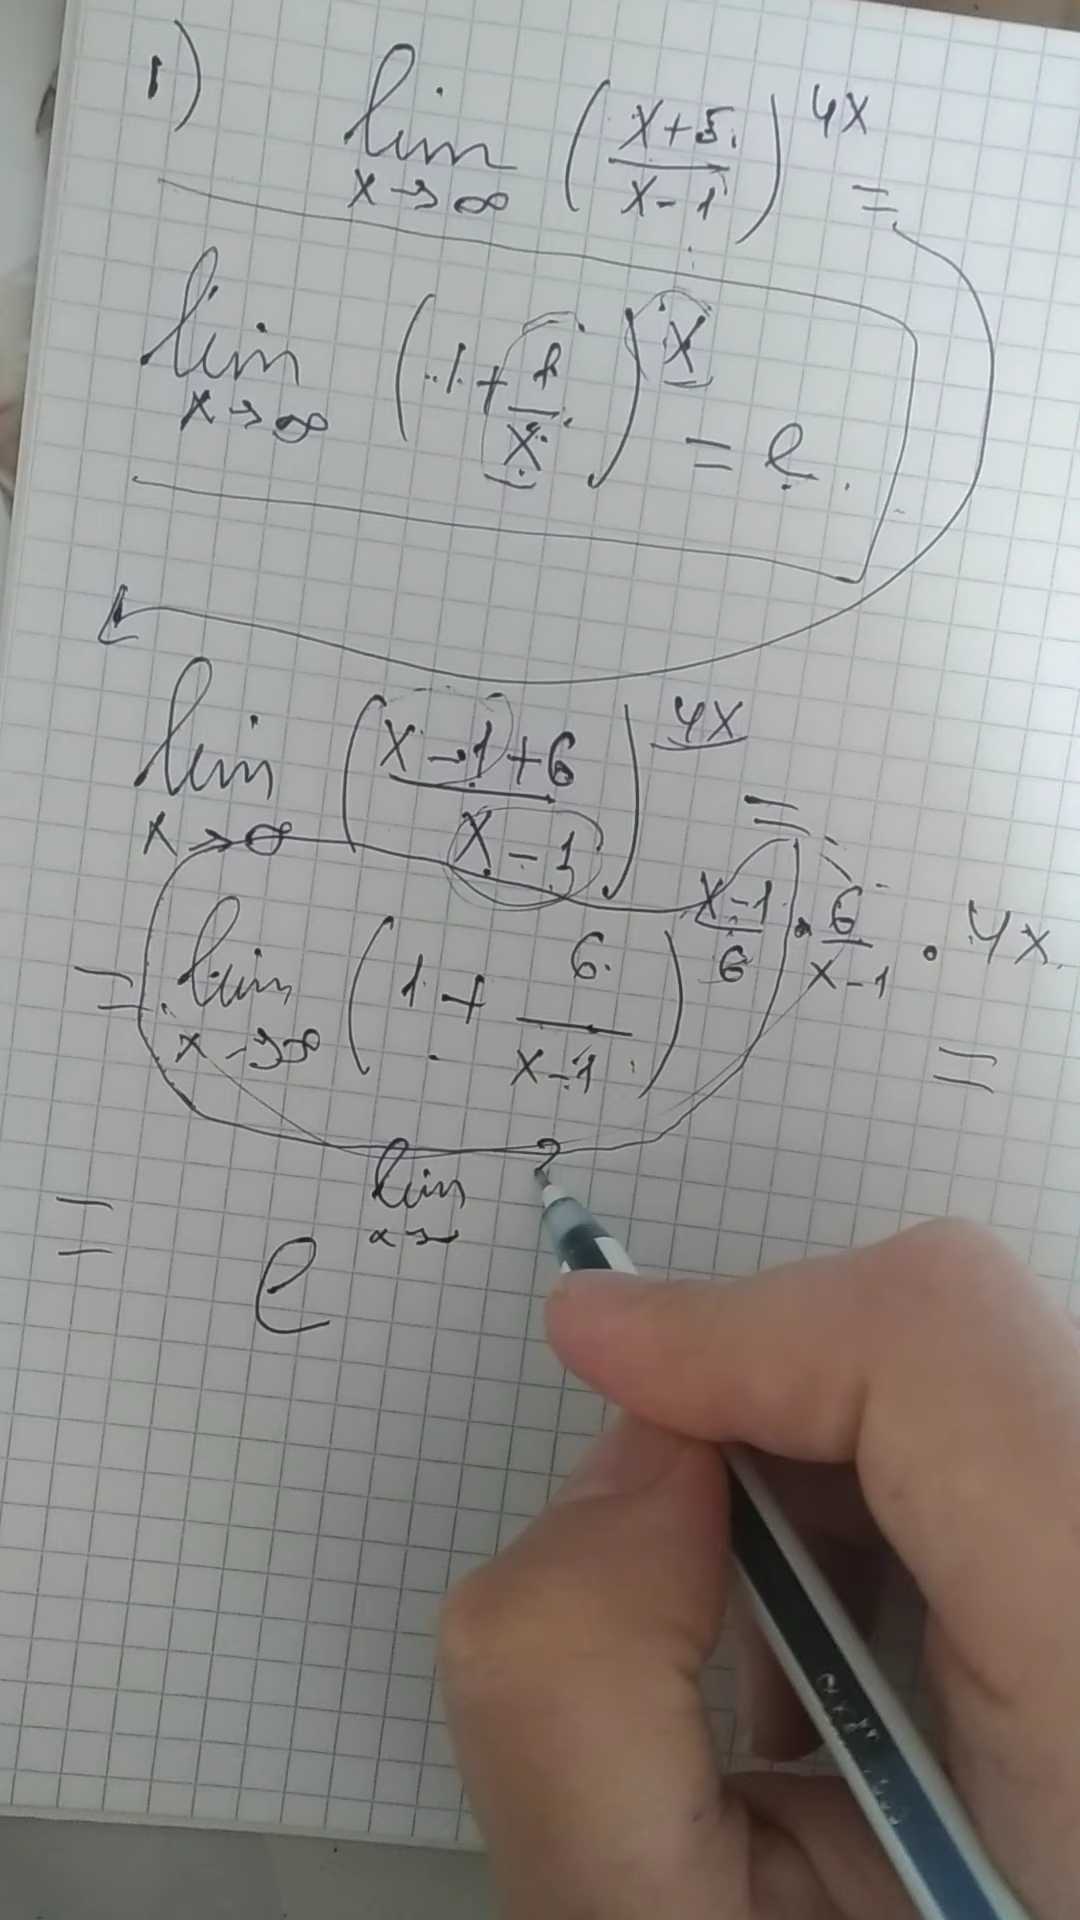 1) lim x→∞ (x+5/x-1)^4x =
lim x→∞ (1+1/x)^x = e.
lim x→∞ (x-1+6/x-1)^4x =
= lim x→∞ (1+6/x-1)^x-1/6 · 6/x-1 · 4x =
= e^lim x→